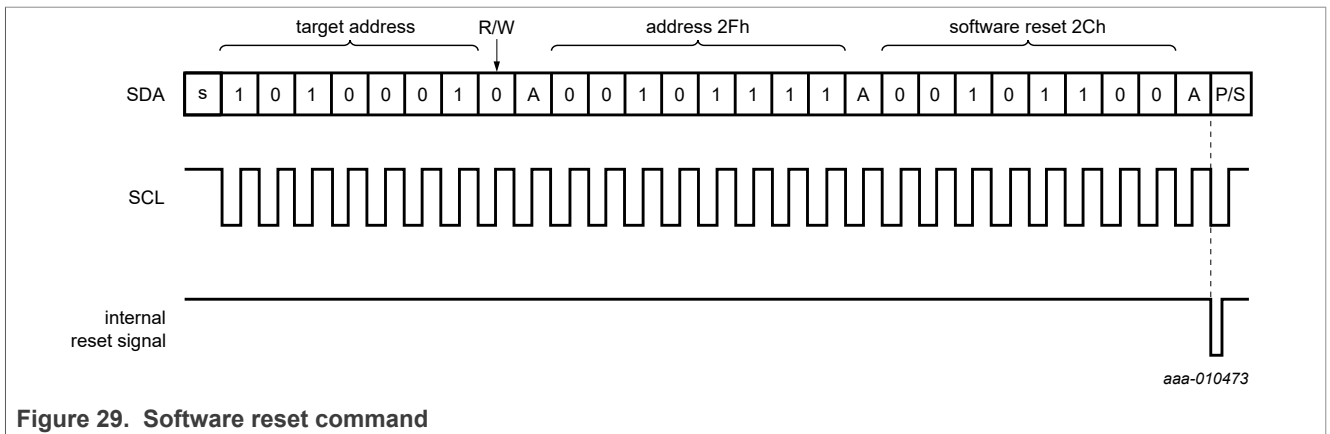 target address R/W address 2Fh software reset 2Ch
SDA s 1 0 1 0 0 0 1 0 A 0 0 1 0 1 1 1 1 A 0 0 1 0 1 1 0 0 A P/S
SCL
internal
reset signal
aaa-010473
Figure 29. Software reset command